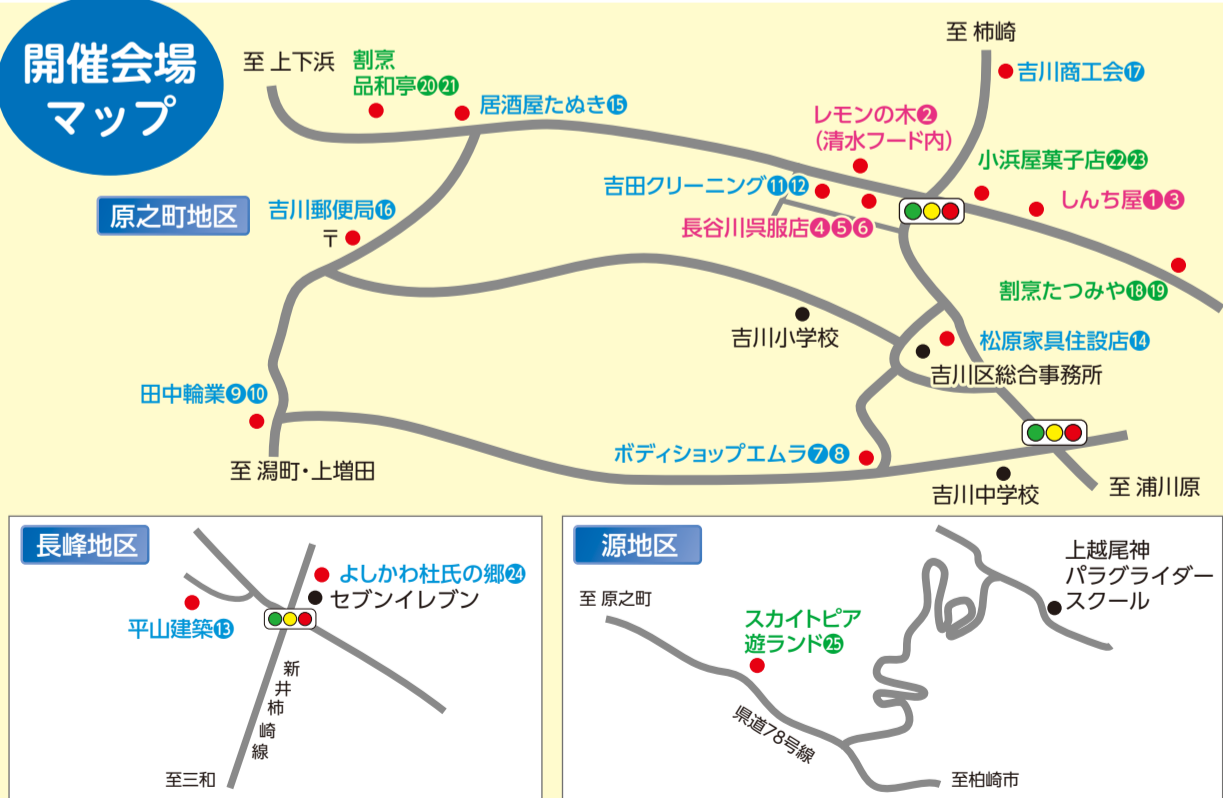 開催会場
マップ
至 上下浜
割烹
品和亭⑳㉑
居酒屋たぬき⑮
至 柿崎
吉川商工会⑰
レモンの木②
(清水フード内)
小浜屋菓子店㉒㉓
吉田クリーニング⑪⑫
しんち屋①③
長谷川呉服店④⑤⑥
原之町地区
吉川郵便局⑯
〒
割烹たつみや⑱⑲
吉川小学校
松原家具住設店⑭
吉川区総合事務所
田中輪業⑨⑩
ボディショップエムラ⑦⑧
至 潟町・上増田
吉川中学校
至 浦川原
長峰地区
よしかわ杜氏の郷㉔
セブンイレブン
平山建築⑬
新井柿崎線
至三和
源地区
至 原之町
上越尾神
パラグライダー
スクール
スカイトピア
遊ランド㉕
県道78号線
至柏崎市